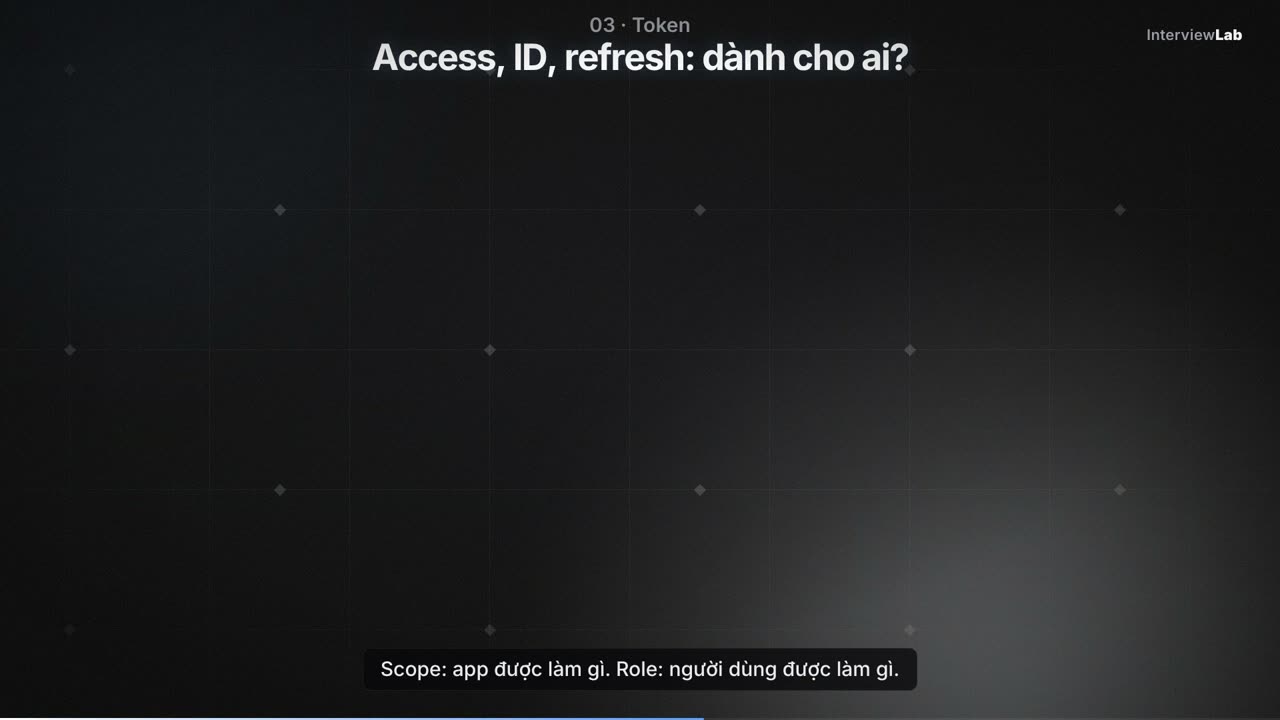 03 · Token
InterviewLab
Access, ID, refresh: dành cho ai?
Scope: app được làm gì. Role: người dùng được làm gì.